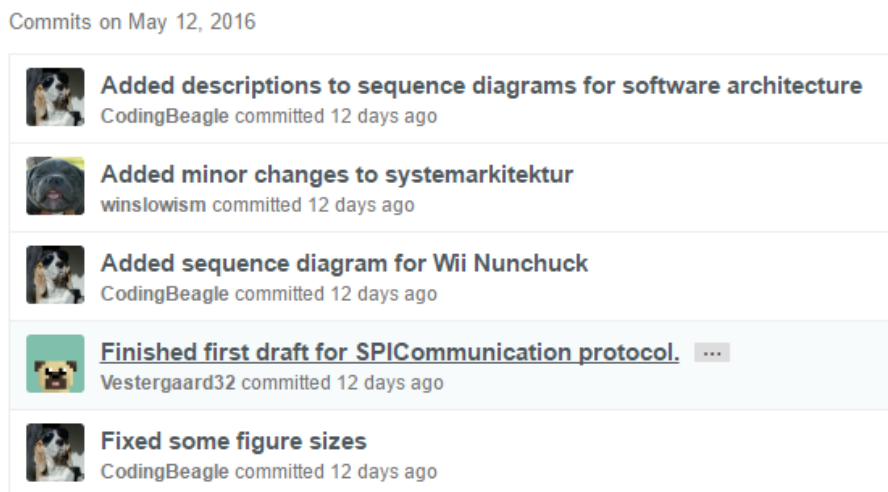 Commits on May 12, 2016
Added descriptions to sequence diagrams for software architecture
CodingBeagle committed 12 days ago
Added minor changes to systemarkitektur
winslowism committed 12 days ago
Added sequence diagram for Wii Nunchuck
CodingBeagle committed 12 days ago
Finished first draft for SPICommunication protocol. ...
Vestergaard32 committed 12 days ago
Fixed some figure sizes
CodingBeagle committed 12 days ago